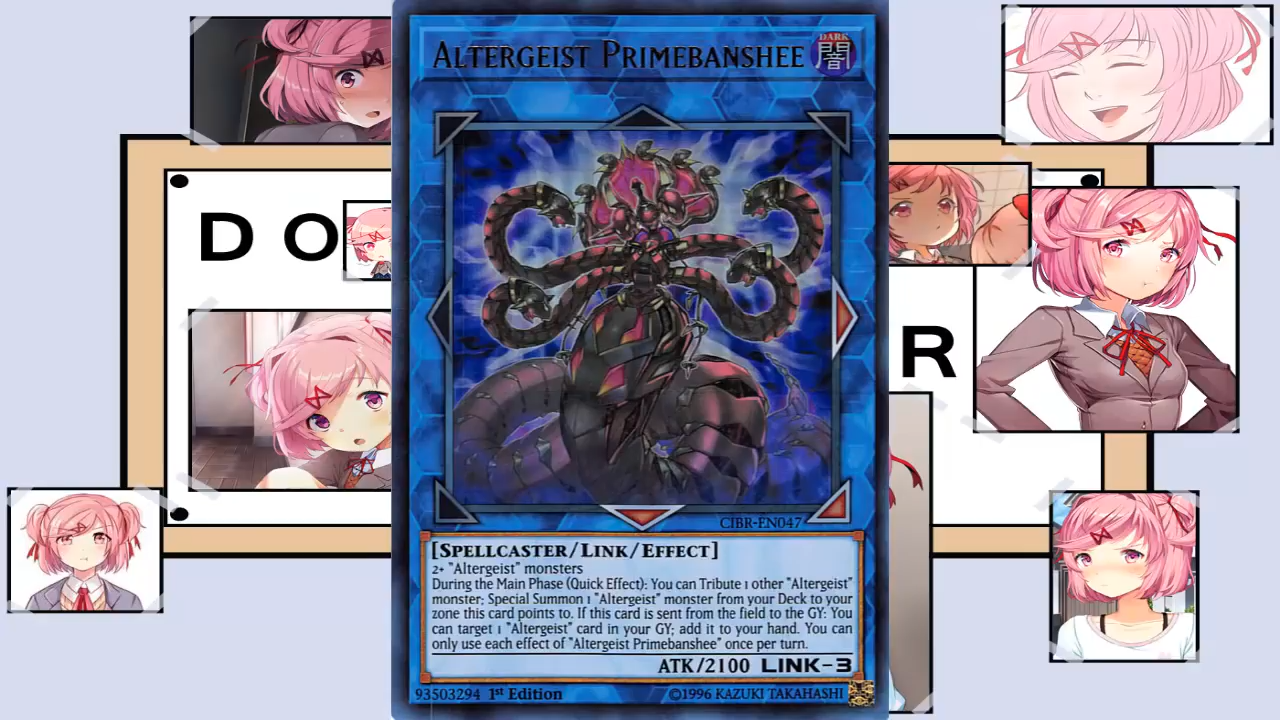 ALTERGEIST PRIMEBANSHEE
DARK
闇
D O
R
CIBR-EN047
[SPELLCASTER/LINK/EFFECT]
2+ "Altergeist" monsters
During the Main Phase (Quick Effect): You can Tribute 1 other "Altergeist"
monster; Special Summon 1 "Altergeist" monster from your Deck to your
zone this card points to. If this card is sent from the field to the GY: You
can target 1 "Altergeist" card in your GY; add it to your hand. You can
only use each effect of "Altergeist Primebanshee" once per turn.
ATK/2100 LINK-3
93503294 1st Edition ©1996 KAZUKI TAKAHASHI